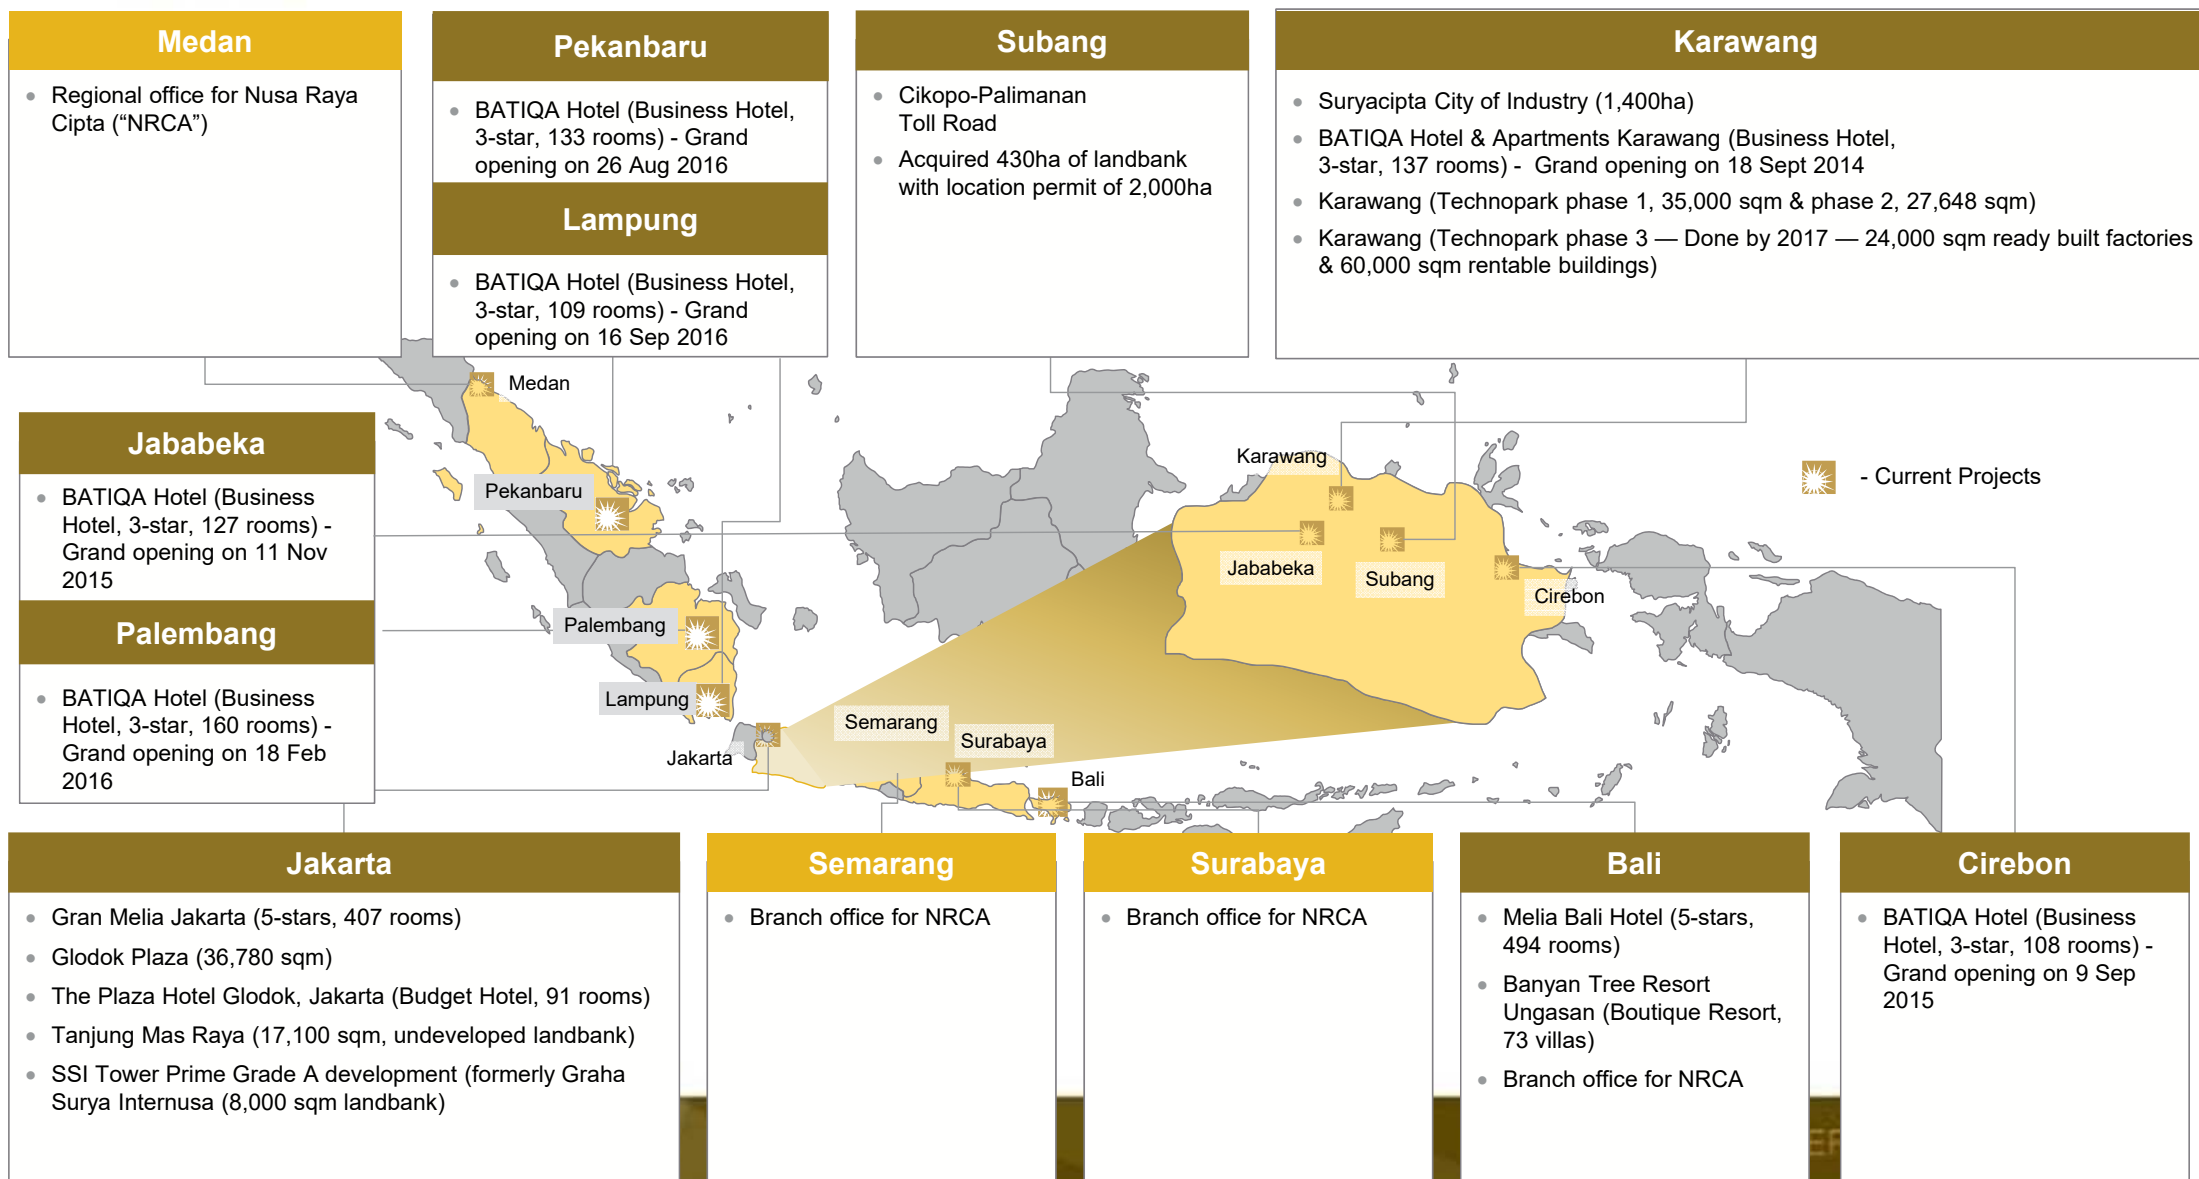 Medan
Regional office for Nusa Raya
Cipta (“NRCA”)
Pekanbaru
BATIQA Hotel (Business Hotel,
3-star, 133 rooms) - Grand
opening on 26 Aug 2016
Lampung
BATIQA Hotel (Business Hotel,
3-star, 109 rooms) - Grand
opening on 16 Sep 2016
Subang
Cikopo-Palimanan
Toll Road
Acquired 430ha of landbank
with location permit of 2,000ha
Karawang
Suryacipta City of Industry (1,400ha)
BATIQA Hotel & Apartments Karawang (Business Hotel,
3-star, 137 rooms) - Grand opening on 18 Sept 2014
Karawang (Technopark phase 1, 35,000 sqm & phase 2, 27,648 sqm)
Karawang (Technopark phase 3 — Done by 2017 — 24,000 sqm ready built factories
& 60,000 sqm rentable buildings)
Jababeka
BATIQA Hotel (Business
Hotel, 3-star, 127 rooms) -
Grand opening on 11 Nov
2015
Palembang
BATIQA Hotel (Business
Hotel, 3-star, 160 rooms) -
Grand opening on 18 Feb
2016
Medan
Pekanbaru
Palembang
Lampung
Jakarta
Semarang
Surabaya
Bali
Karawang
Jababeka
Subang
Cirebon
- Current Projects
Jakarta
Gran Melia Jakarta (5-stars, 407 rooms)
Glodok Plaza (36,780 sqm)
The Plaza Hotel Glodok, Jakarta (Budget Hotel, 91 rooms)
Tanjung Mas Raya (17,100 sqm, undeveloped landbank)
SSI Tower Prime Grade A development (formerly Graha
Surya Internusa (8,000 sqm landbank)
Semarang
Branch office for NRCA
Surabaya
Branch office for NRCA
Bali
Melia Bali Hotel (5-stars,
494 rooms)
Banyan Tree Resort
Ungasan (Boutique Resort,
73 villas)
Branch office for NRCA
Cirebon
BATIQA Hotel (Business
Hotel, 3-star, 108 rooms) -
Grand opening on 9 Sep
2015